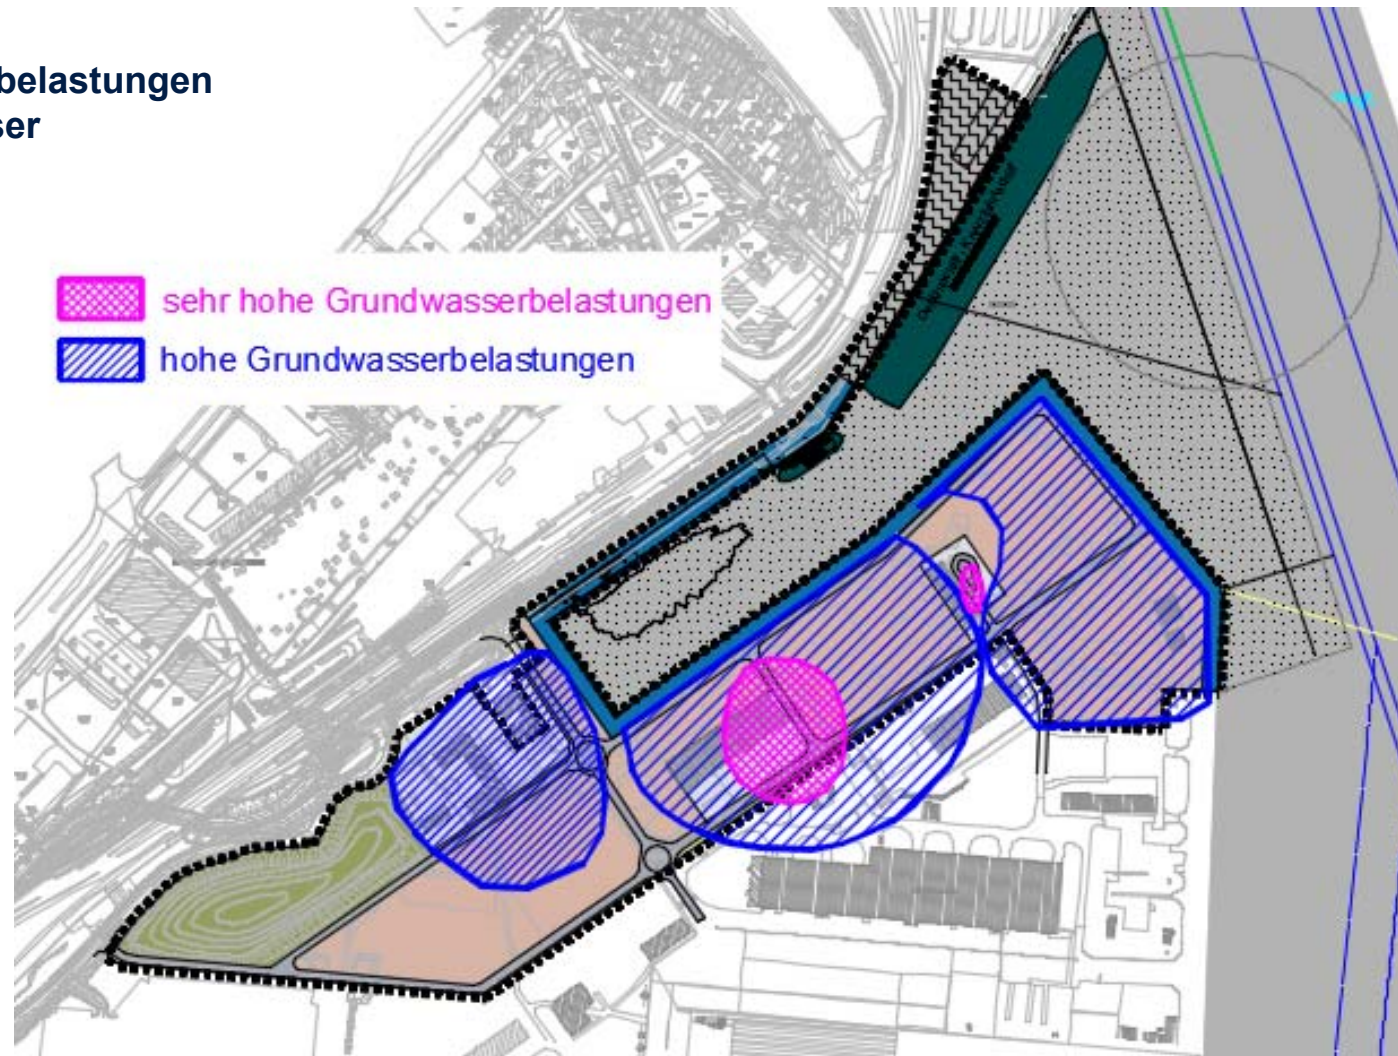 belastungen
ser
sehr hohe Grundwasserbelastungen
hohe Grundwasserbelastungen